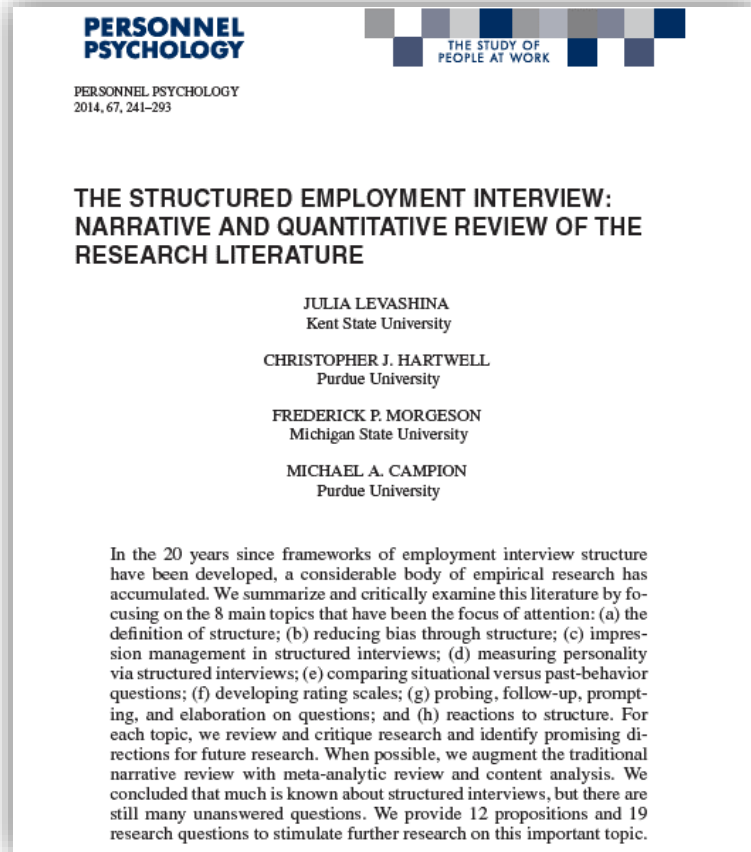 PERSONNEL
PSYCHOLOGY
THE STUDY OF
PEOPLE AT WORK
PERSONNEL PSYCHOLOGY
2014, 67, 241–293
THE STRUCTURED EMPLOYMENT INTERVIEW:
NARRATIVE AND QUANTITATIVE REVIEW OF THE
RESEARCH LITERATURE
JULIA LEVASHINA
Kent State University
CHRISTOPHER J. HARTWELL
Purdue University
FREDERICK P. MORGESON
Michigan State University
MICHAEL A. CAMPION
Purdue University
In the 20 years since frameworks of employment interview structure
have been developed, a considerable body of empirical research has
accumulated. We summarize and critically examine this literature by fo-
cusing on the 8 main topics that have been the focus of attention: (a) the
definition of structure; (b) reducing bias through structure; (c) impres-
sion management in structured interviews; (d) measuring personality
via structured interviews; (e) comparing situational versus past-behavior
questions; (f) developing rating scales; (g) probing, follow-up, prompt-
ing, and elaboration on questions; and (h) reactions to structure. For
each topic, we review and critique research and identify promising di-
rections for future research. When possible, we augment the traditional
narrative review with meta-analytic review and content analysis. We
concluded that much is known about structured interviews, but there are
still many unanswered questions. We provide 12 propositions and 19
research questions to stimulate further research on this important topic.